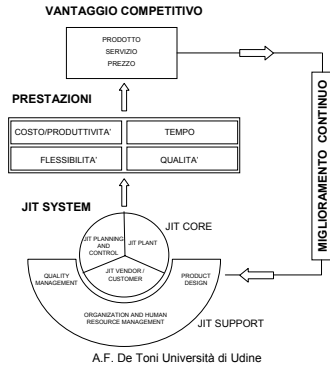 VANTAGGIO COMPETITIVO
PRODOTTO
SERVIZIO
PREZZO
PRESTAZIONI
COSTO/PRODUTTIVITA'
TEMPO
FLESSIBILITA'
QUALITA'
MIGLIORAMENTO CONTINUO
JIT SYSTEM
JIT CORE
JIT PLANNING
AND
CONTROL
JIT PLANT
JIT VENDOR /
CUSTOMER
QUALITY
MANAGEMENT
PRODUCT
DESIGN
ORGANIZATION AND HUMAN
RESOURCE MANAGEMENT
JIT SUPPORT
A.F. De Toni Università di Udine